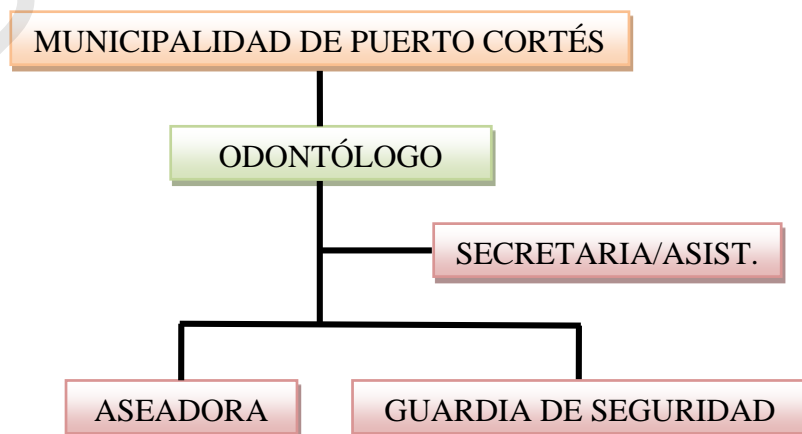 MUNICIPALIDAD DE PUERTO CORTÉS
ODONTÓLOGO
SECRETARIA/ASIST.
ASEADORA
GUARDIA DE SEGURIDAD